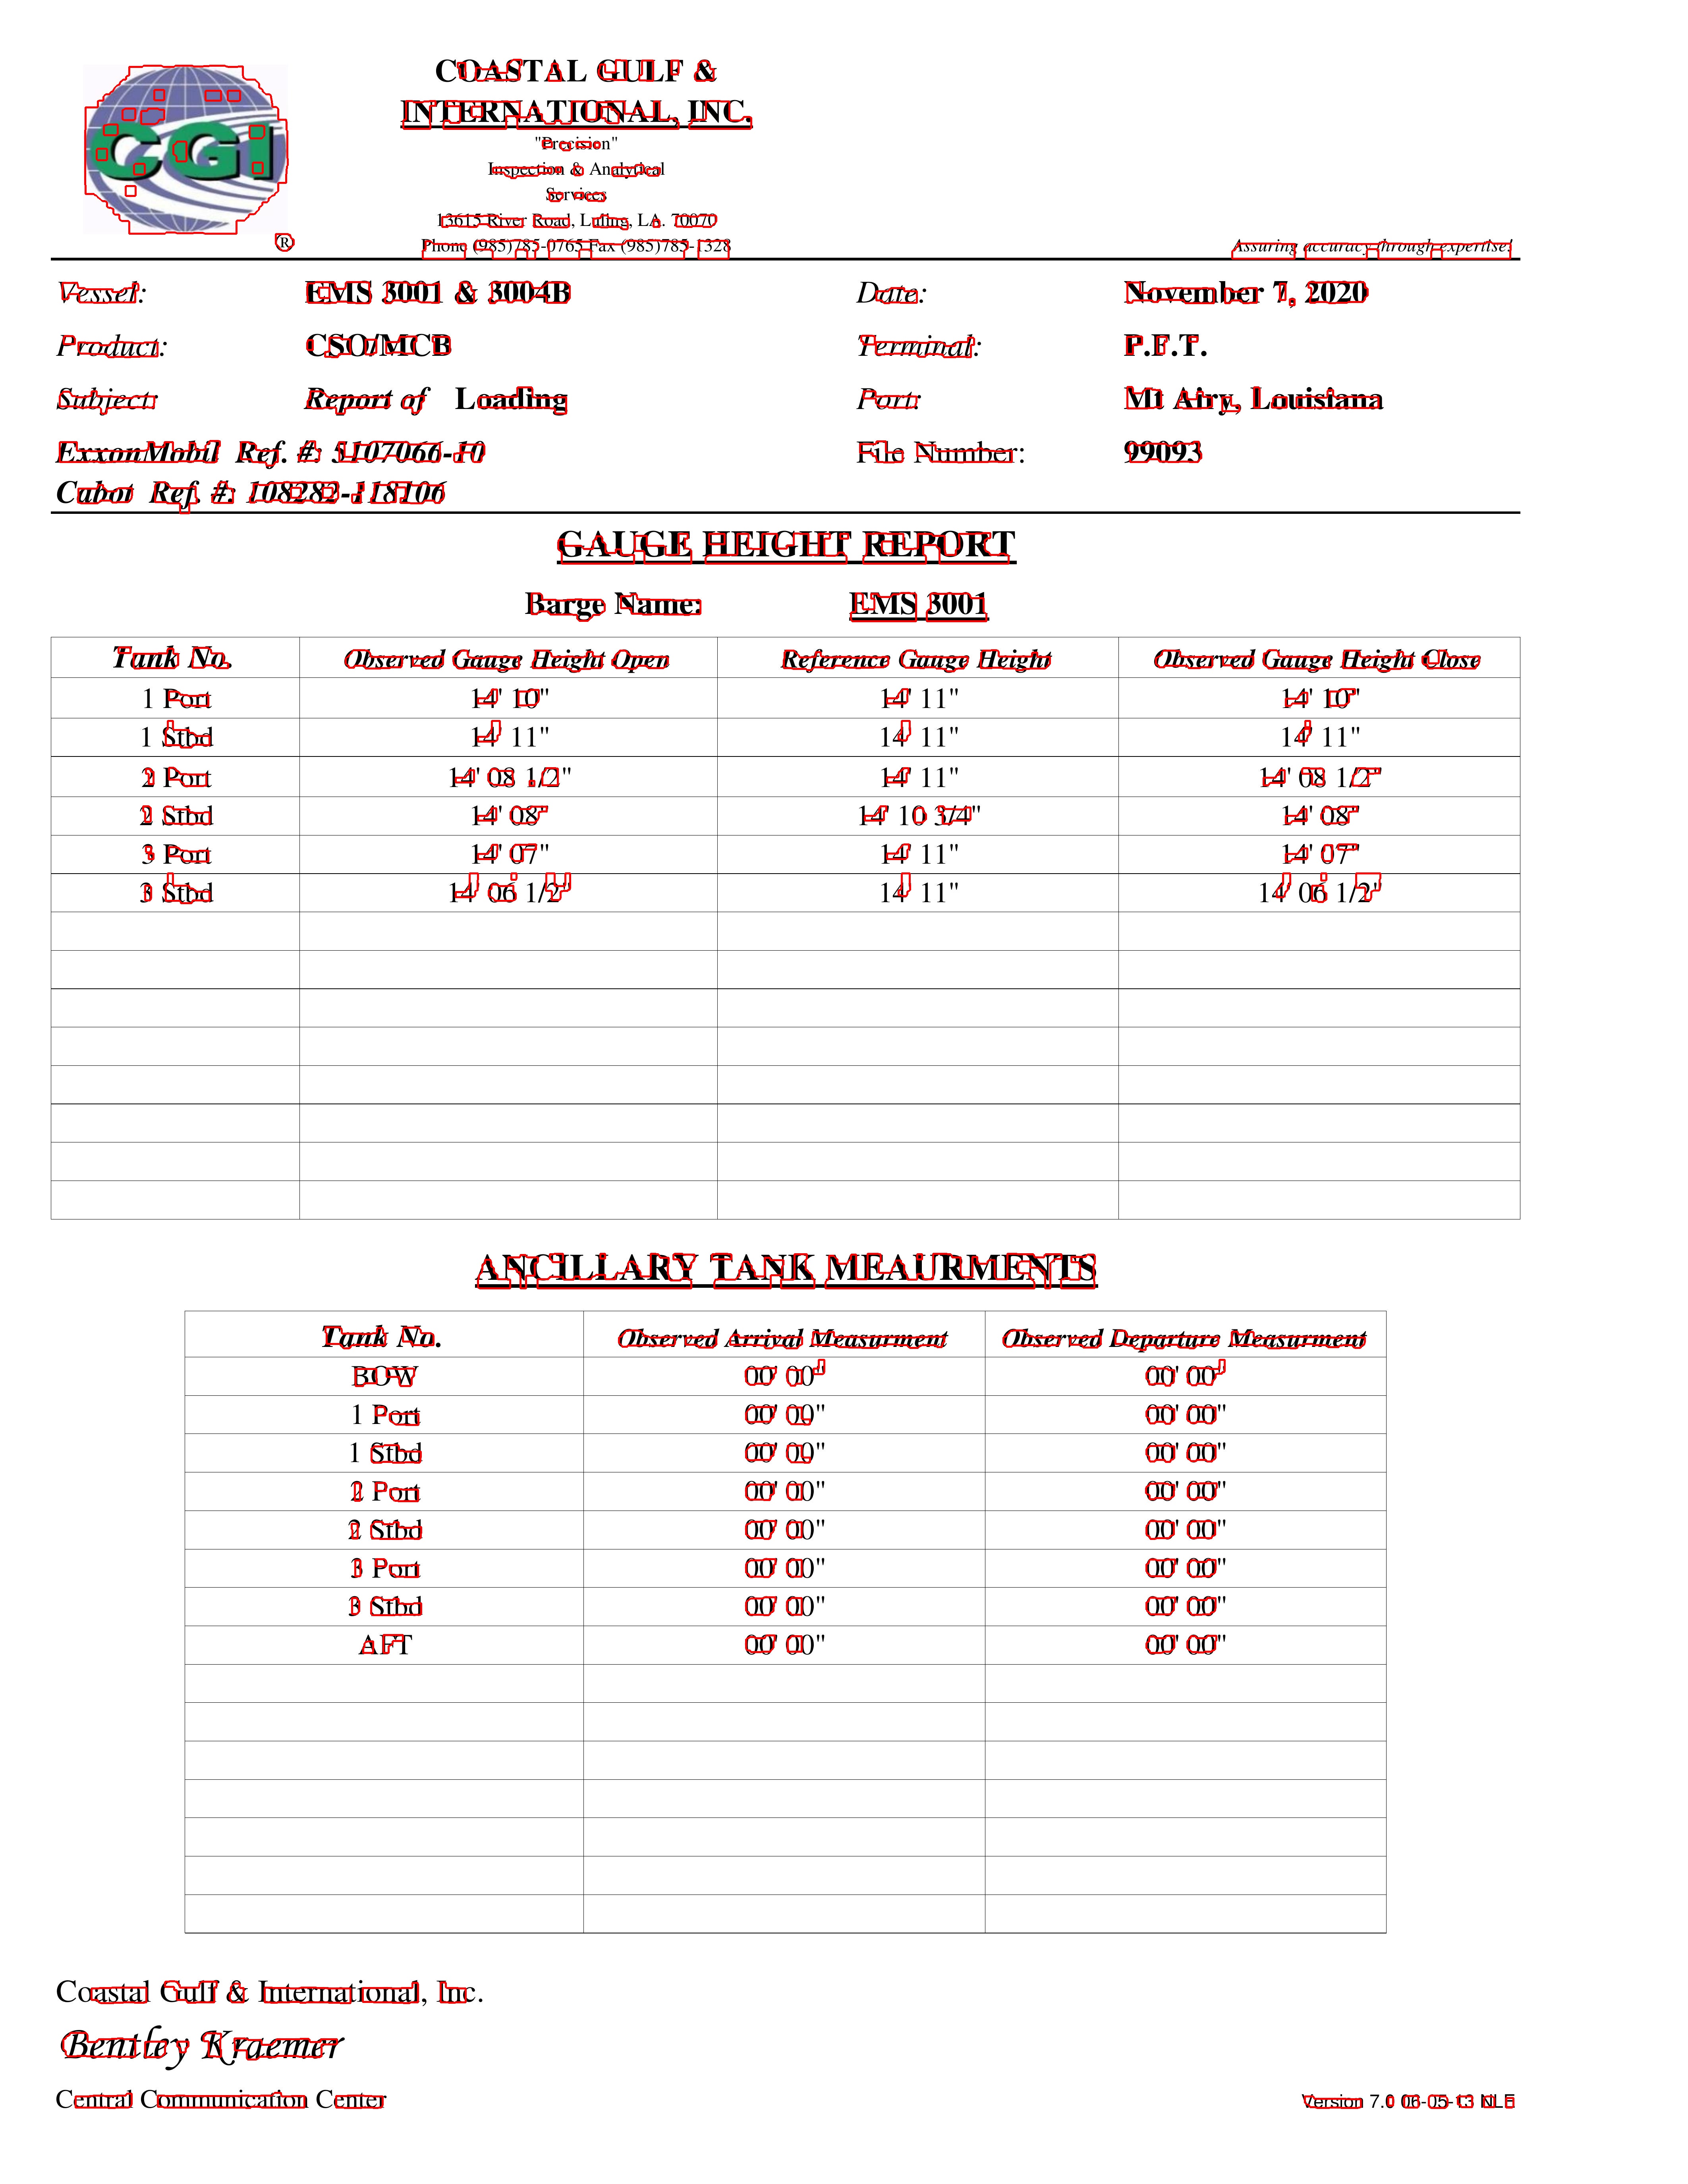 CGI
®
COASTAL GULF &
INTERNATIONAL, INC.
"Precision"
Inspection & Analytical
Services
13615 River Road, Luling, LA. 70070
Phone (985)785-0765 Fax (985)785-1328
Assuring accuracy through expertise!
Vessel: EMS 3001 & 3004B Date: November 7, 2020
Product: CSO/MCB Terminal: P.F.T.
Subject: Report of Loading Port: Mt Airy, Louisiana
ExxonMobil Ref. #: 5107066-10 File Number: 99093
Cabot Ref. #: 108282-118106
GAUGE HEIGHT REPORT
Barge Name: EMS 3001
Tank No. Observed Gauge Height Open Reference Gauge Height Observed Gauge Height Close
1 Port 14' 10" 14' 11" 14' 10"
1 Stbd 14' 11" 14' 11" 14' 11"
2 Port 14' 08 1/2" 14' 11" 14' 08 1/2"
2 Stbd 14' 08" 14' 10 3/4" 14' 08"
3 Port 14' 07" 14' 11" 14' 07"
3 Stbd 14' 06 1/2" 14' 11" 14' 06 1/2"
ANCILLARY TANK MEAURMENTS
Tank No. Observed Arrival Measurment Observed Departure Measurment
BOW 00' 00" 00' 00"
1 Port 00' 00" 00' 00"
1 Stbd 00' 00" 00' 00"
2 Port 00' 00" 00' 00"
2 Stbd 00' 00" 00' 00"
3 Port 00' 00" 00' 00"
3 Stbd 00' 00" 00' 00"
AFT 00' 00" 00' 00"
Coastal Gulf & International, Inc.
Bentley Kraemer
Central Communication Center
Version 7.0 06-05-13 NLE